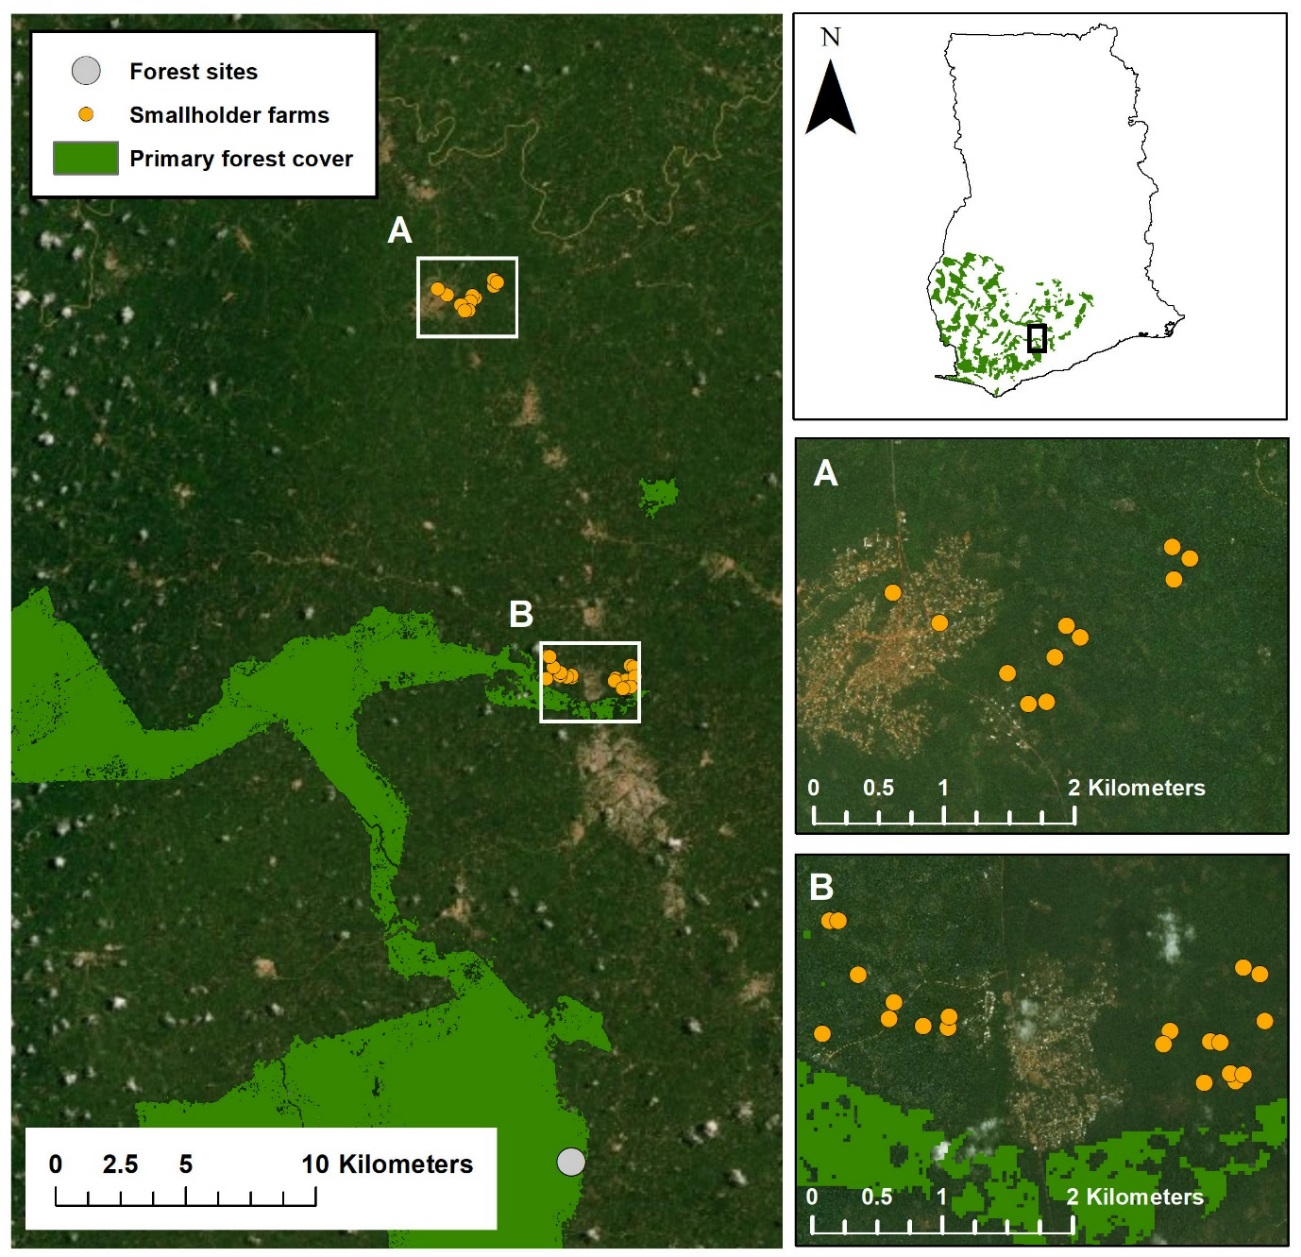 Forest sites
Smallholder farms
Primary forest cover
A
B
0 2.5 5 10 Kilometers
N
A
0 0.5 1 2 Kilometers
B
0 0.5 1 2 Kilometers